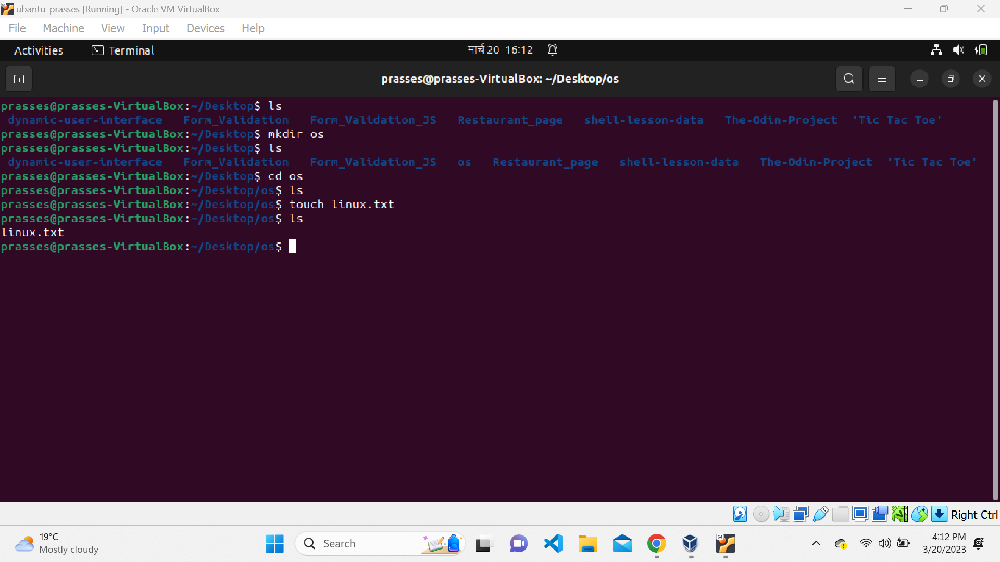 ubantu_prasses [Running] - Oracle VM VirtualBox
File Machine View Input Devices Help
Activities Terminal मार्च 20 16:12
prasses@prasses-VirtualBox: ~/Desktop/os
prasses@prasses-VirtualBox:~/Desktop$ ls
dynamic-user-interface Form_Validation Form_Validation_JS Restaurant_page shell-lesson-data The-Odin-Project 'Tic Tac Toe'
prasses@prasses-VirtualBox:~/Desktop$ mkdir os
prasses@prasses-VirtualBox:~/Desktop$ ls
dynamic-user-interface Form_Validation Form_Validation_JS os Restaurant_page shell-lesson-data The-Odin-Project 'Tic Tac Toe'
prasses@prasses-VirtualBox:~/Desktop$ cd os
prasses@prasses-VirtualBox:~/Desktop/os$ ls
prasses@prasses-VirtualBox:~/Desktop/os$ touch linux.txt
prasses@prasses-VirtualBox:~/Desktop/os$ ls
linux.txt
prasses@prasses-VirtualBox:~/Desktop/os$
Right Ctrl
19°C
Mostly cloudy
Search
64
4:12 PM
3/20/2023